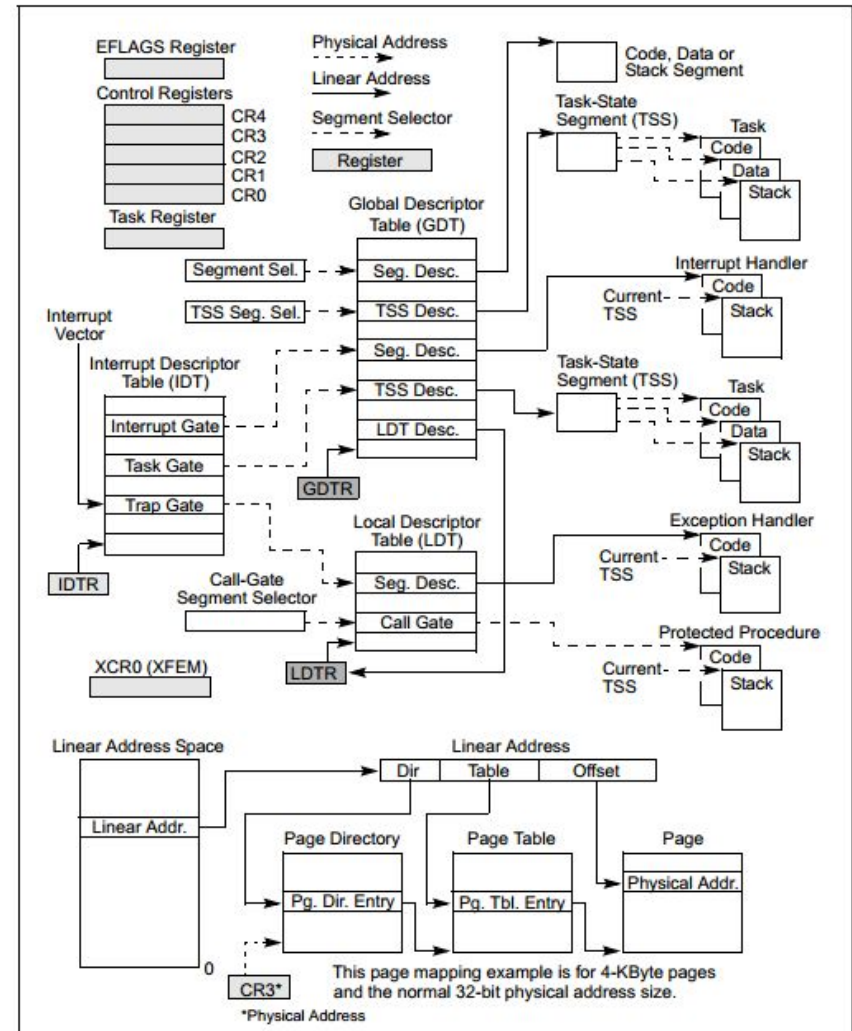 EFLAGS Register
Control Registers
CR4
CR3
CR2
CR1
CR0
Task Register
Physical Address
Linear Address
Segment Selector
Register
Code, Data or
Stack Segment
Task-State
Segment (TSS)
Task
Code
Data
Stack
Global Descriptor
Table (GDT)
Segment Sel.
Seg. Desc.
TSS Seg. Sel.
TSS Desc.
Seg. Desc.
TSS Desc.
LDT Desc.
GDTR
Interrupt Handler
Code
Current
TSS
Stack
Interrupt
Vector
Interrupt Descriptor
Table (IDT)
Interrupt Gate
Task Gate
Trap Gate
IDTR
Task-State
Segment (TSS)
Task
Code
Data
Stack
Local Descriptor
Table (LDT)
Seg. Desc.
Call-Gate
Segment Selector
Call Gate
LDTR
Exception Handler
Code
Current
TSS
Stack
Protected Procedure
Code
Current
TSS
Stack
XCR0 (XFEM)
Linear Address Space
Linear Addr.
0
Linear Address
Dir
Table
Offset
Page Directory
Pg. Dir. Entry
Page Table
Pg. Tbl. Entry
Page
Physical Addr.
CR3*
*Physical Address
This page mapping example is for 4-KByte pages
and the normal 32-bit physical address size.